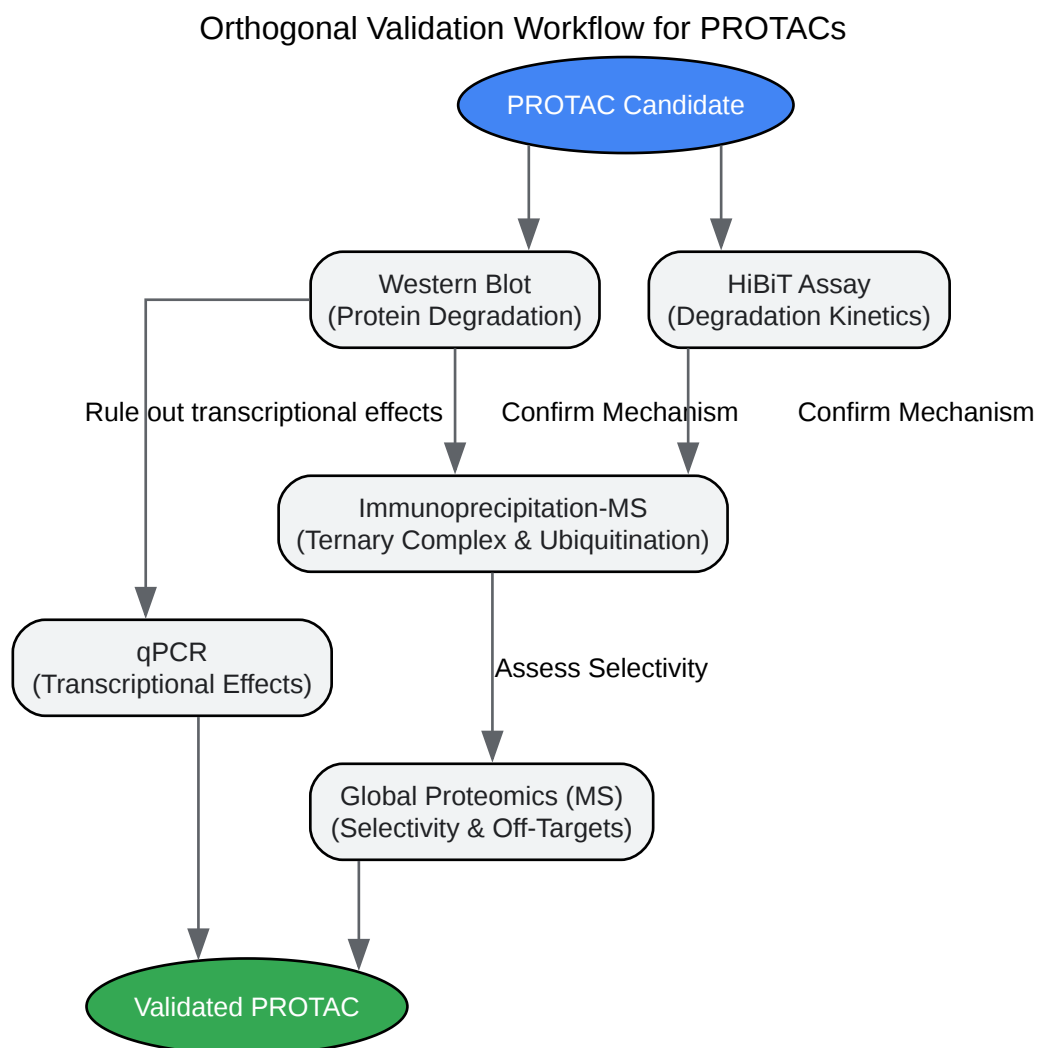 Orthogonal Validation Workflow for PROTACs
PROTAC Candidate
Western Blot
(Protein Degradation)
HiBiT Assay
(Degradation Kinetics)
Rule out transcriptional effects
Confirm Mechanism
Confirm Mechanism
Immunoprecipitation-MS
(Ternary Complex & Ubiquitination)
qPCR
(Transcriptional Effects)
Assess Selectivity
Global Proteomics (MS)
(Selectivity & Off-Targets)
Validated PROTAC